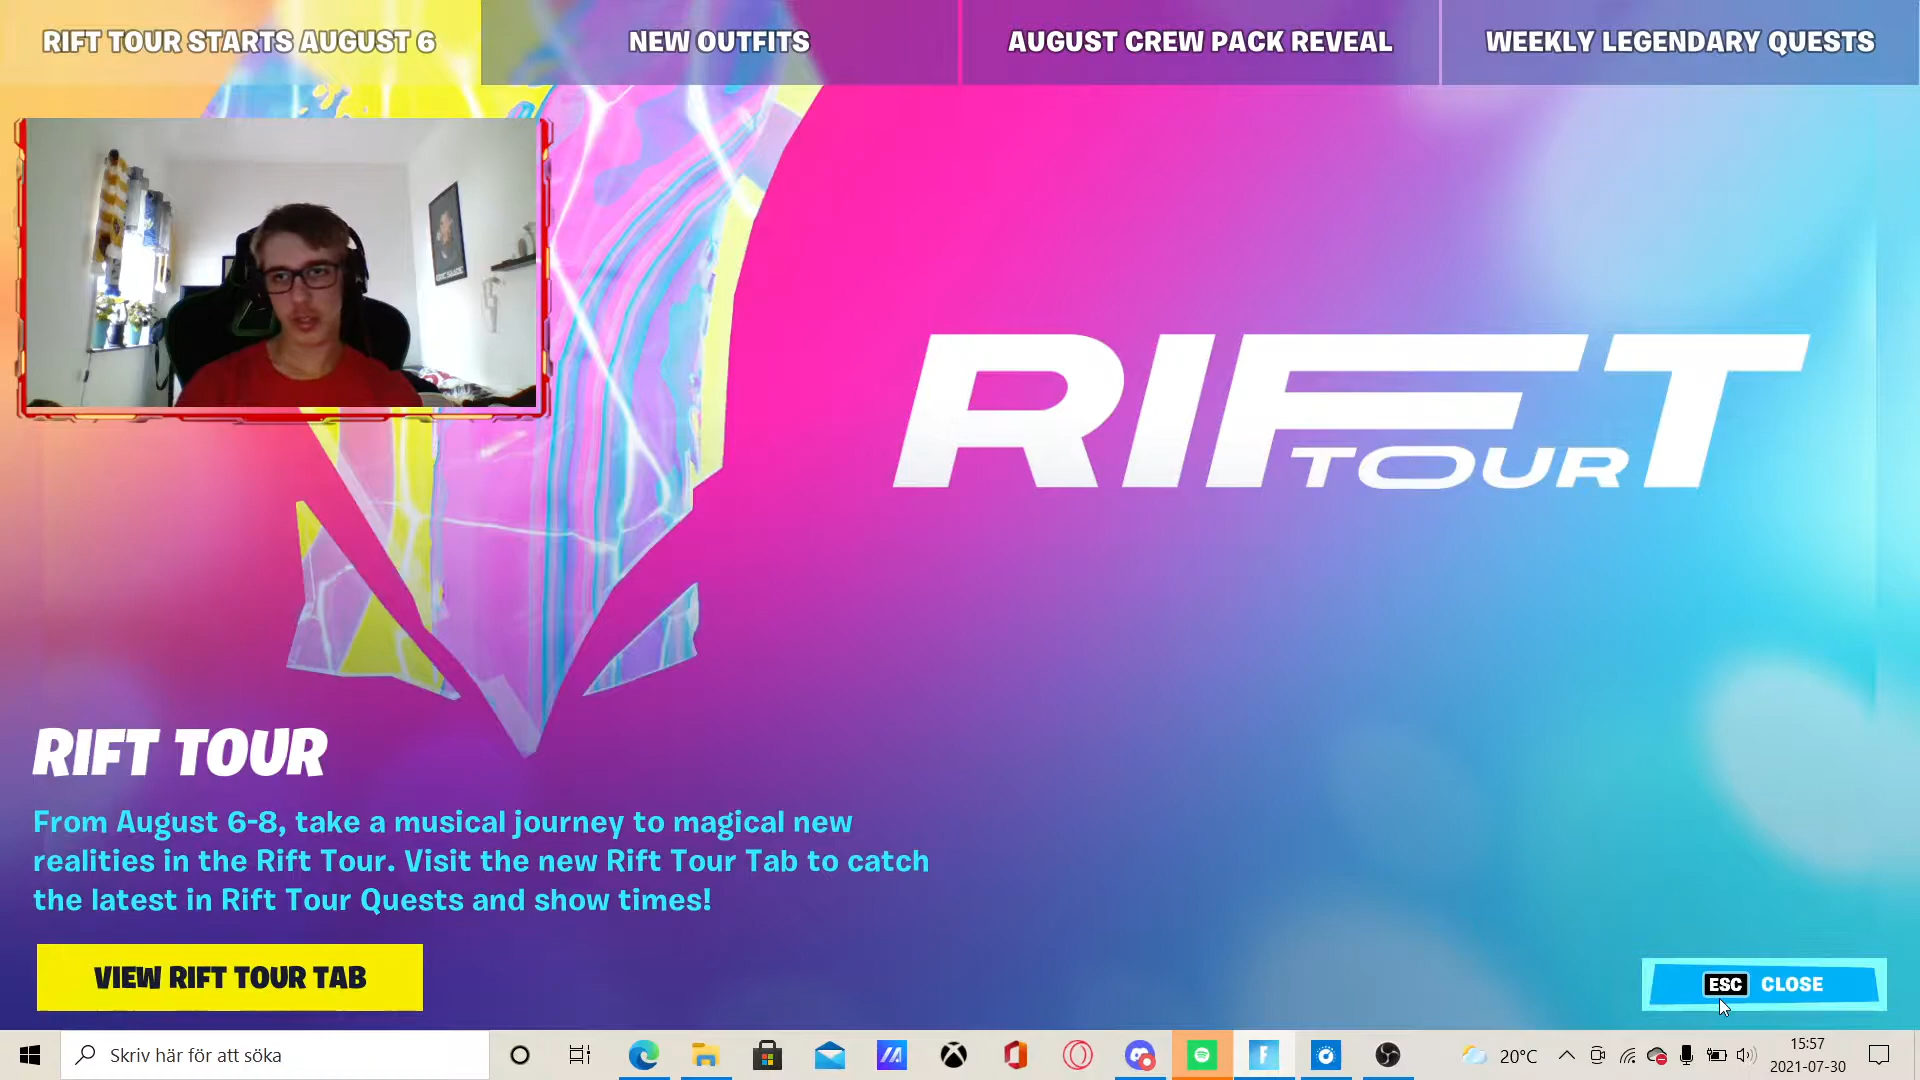 RIFT TOUR STARTS AUGUST 6
NEW OUTFITS
AUGUST CREW PACK REVEAL
WEEKLY LEGENDARY QUESTS
RIFT
TOUR
RIFT TOUR
From August 6-8, take a musical journey to magical new
realities in the Rift Tour. Visit the new Rift Tour Tab to catch
the latest in Rift Tour Quests and show times!
VIEW RIFT TOUR TAB
ESC CLOSE
Skriv här för att söka
20°C
15:57
2021-07-30